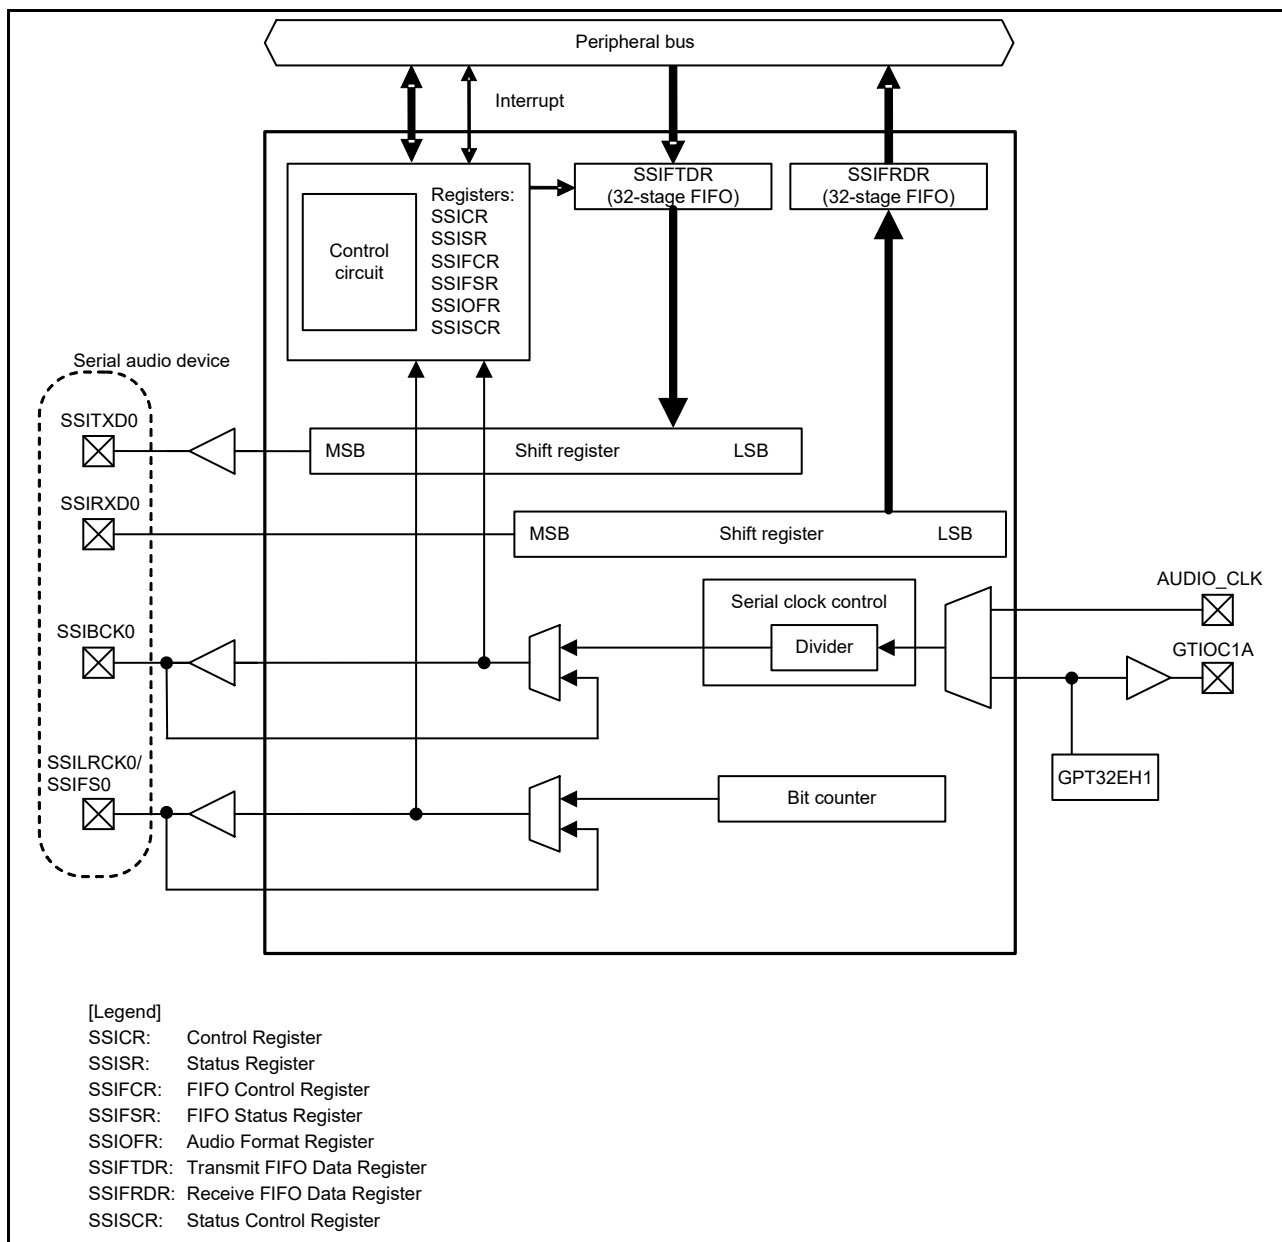 Peripheral bus
Interrupt
SSIFTDR
(32-stage FIFO)
SSIFRDR
(32-stage FIFO)
Control
circuit
Registers:
SSICR
SSISR
SSIFCR
SSIFSR
SSIOFR
SSISCR
Serial audio device
SSITXD0
MSB Shift register LSB
SSIRXD0
MSB Shift register LSB
AUDIO_CLK
Serial clock control
Divider
SSIBCK0
GTIOC1A
SSILRCK0/
SSIFS0
Bit counter
GPT32EH1
[Legend]
SSICR: Control Register
SSISR: Status Register
SSIFCR: FIFO Control Register
SSIFSR: FIFO Status Register
SSIOFR: Audio Format Register
SSIFTDR: Transmit FIFO Data Register
SSIFRDR: Receive FIFO Data Register
SSISCR: Status Control Register